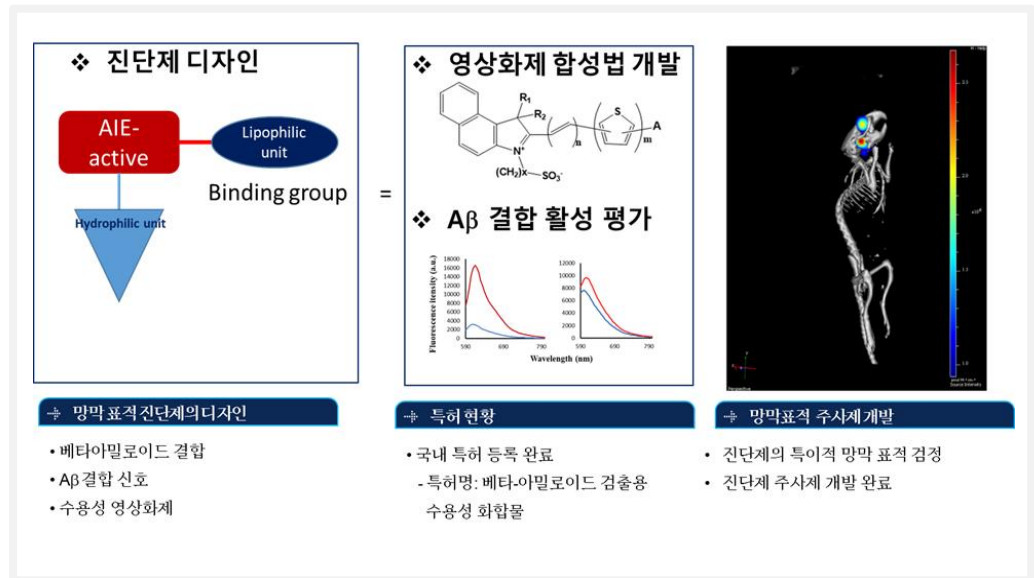 ❖ 진단제 디자인
AIE-
active
Lipophilic
unit
Binding group
Hydrophilic unit
=
❖ 영상화제 합성법 개발
R₁
R₂
N⁺
(CH₂)x
SO₃⁻
n
S
m
A
❖ Aβ 결합 활성 평가
Fluorescence itensity (a.u.)
18000
16000
14000
12000
10000
8000
6000
4000
2000
0
590
690
790
12000
10000
8000
6000
4000
2000
0
590
690
790
Wavelength (nm)
Perspective
망막 표적 진단제의 디자인
• 베타아밀로이드 결합
• Aβ 결합 신호
• 수용성 영상화제
특허 현황
• 국내 특허 등록 완료
- 특허명: 베타-아밀로이드 검출용
수용성 화합물
망막표적 주사제 개발
• 진단제의 특이적 망막 표적 검정
• 진단제 주사제 개발 완료